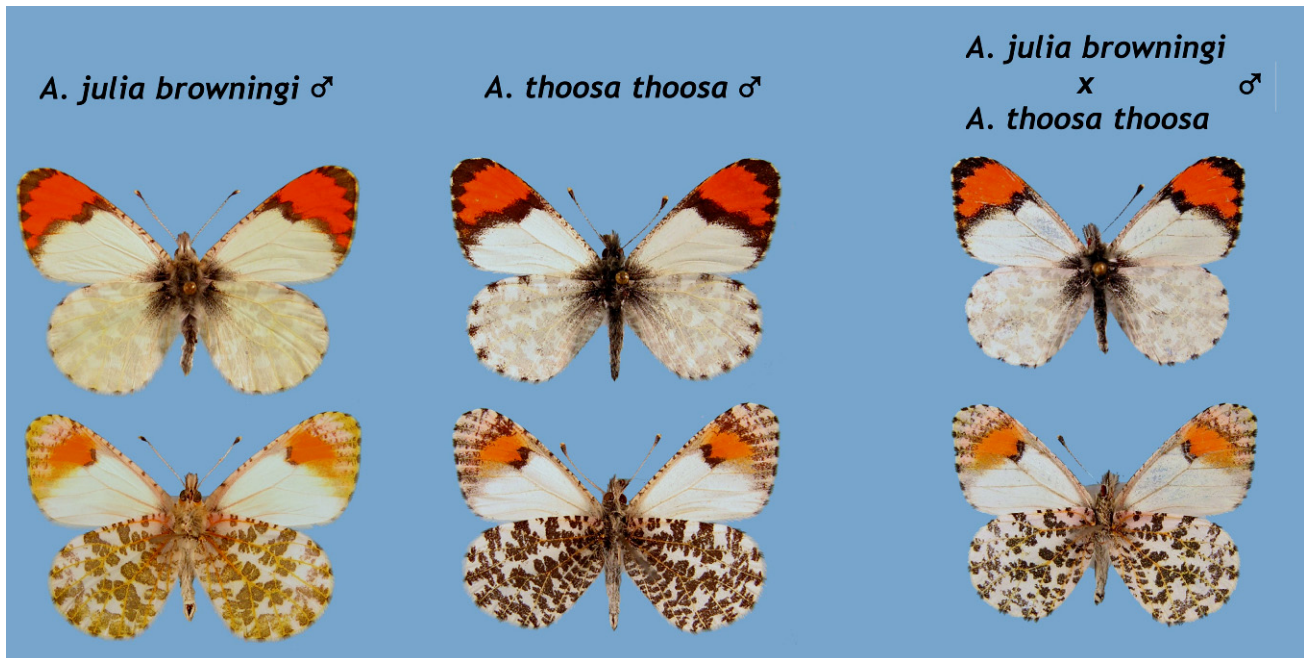 A. julia browningi ♂
A. thoosa thoosa ♂
A. julia browningi
x ♂
A. thoosa thoosa